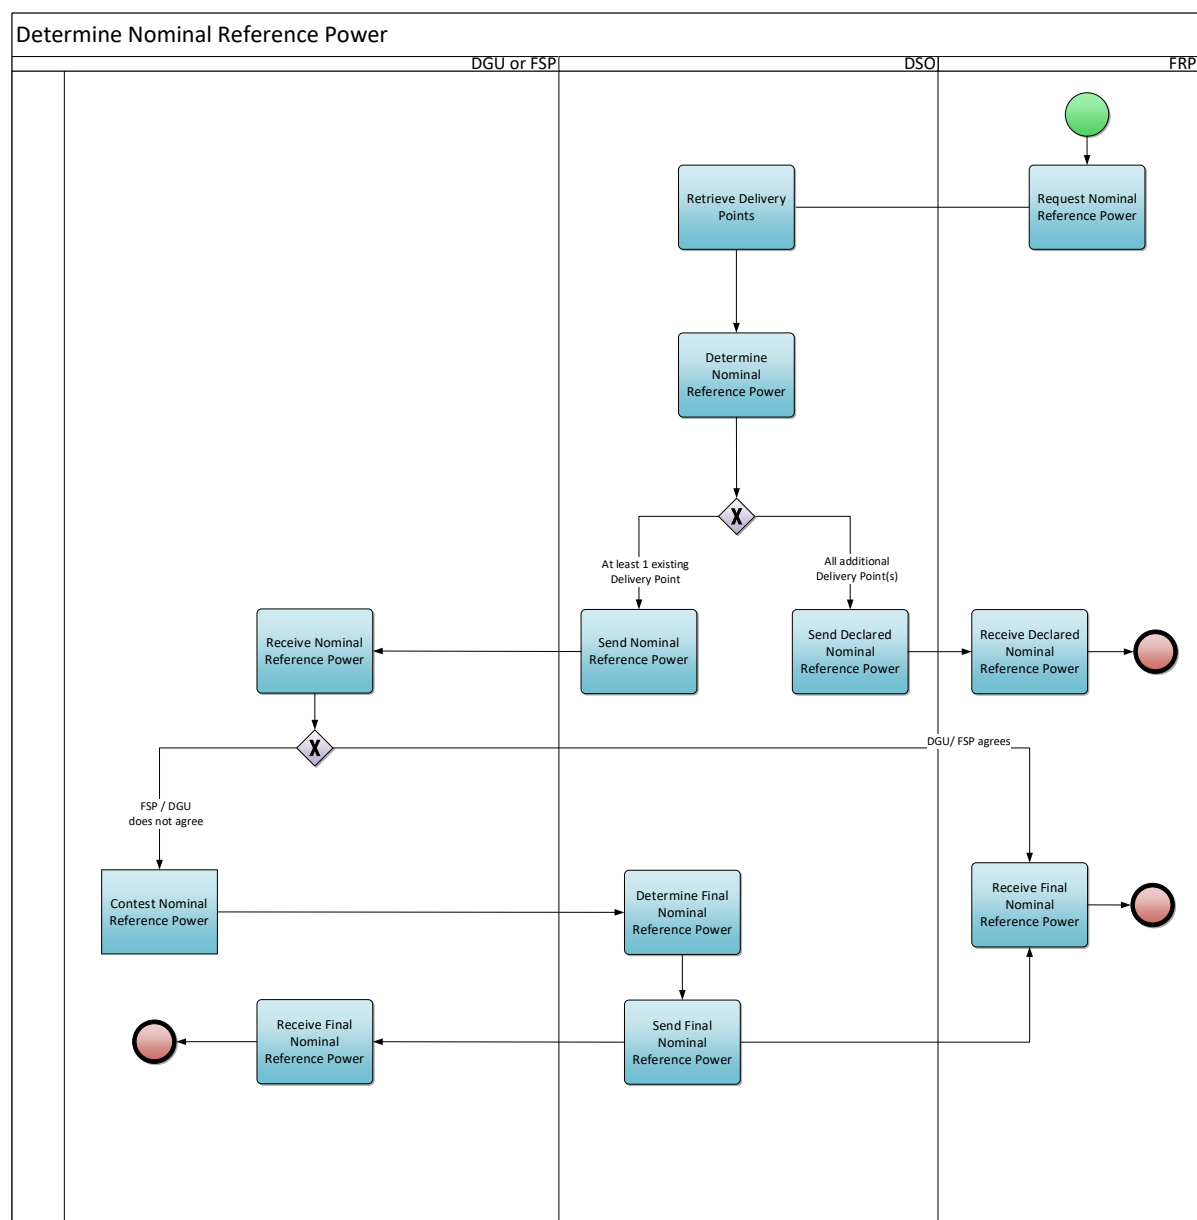 Determine Nominal Reference Power
DGU or FSP
DSO
FRP
Retrieve Delivery
Points
Request Nominal
Reference Power
Determine
Nominal
Reference Power
X
At least 1 existing
Delivery Point
All additional
Delivery Point(s)
Receive Nominal
Reference Power
Send Nominal
Reference Power
Send Declared
Nominal
Reference Power
Receive Declared
Nominal
Reference Power
X
DGU/ FSP agrees
FSP / DGU
does not agree
Contest Nominal
Reference Power
Determine Final
Nominal
Reference Power
Receive Final
Nominal
Reference Power
Receive Final
Nominal
Reference Power
Send Final
Nominal
Reference Power